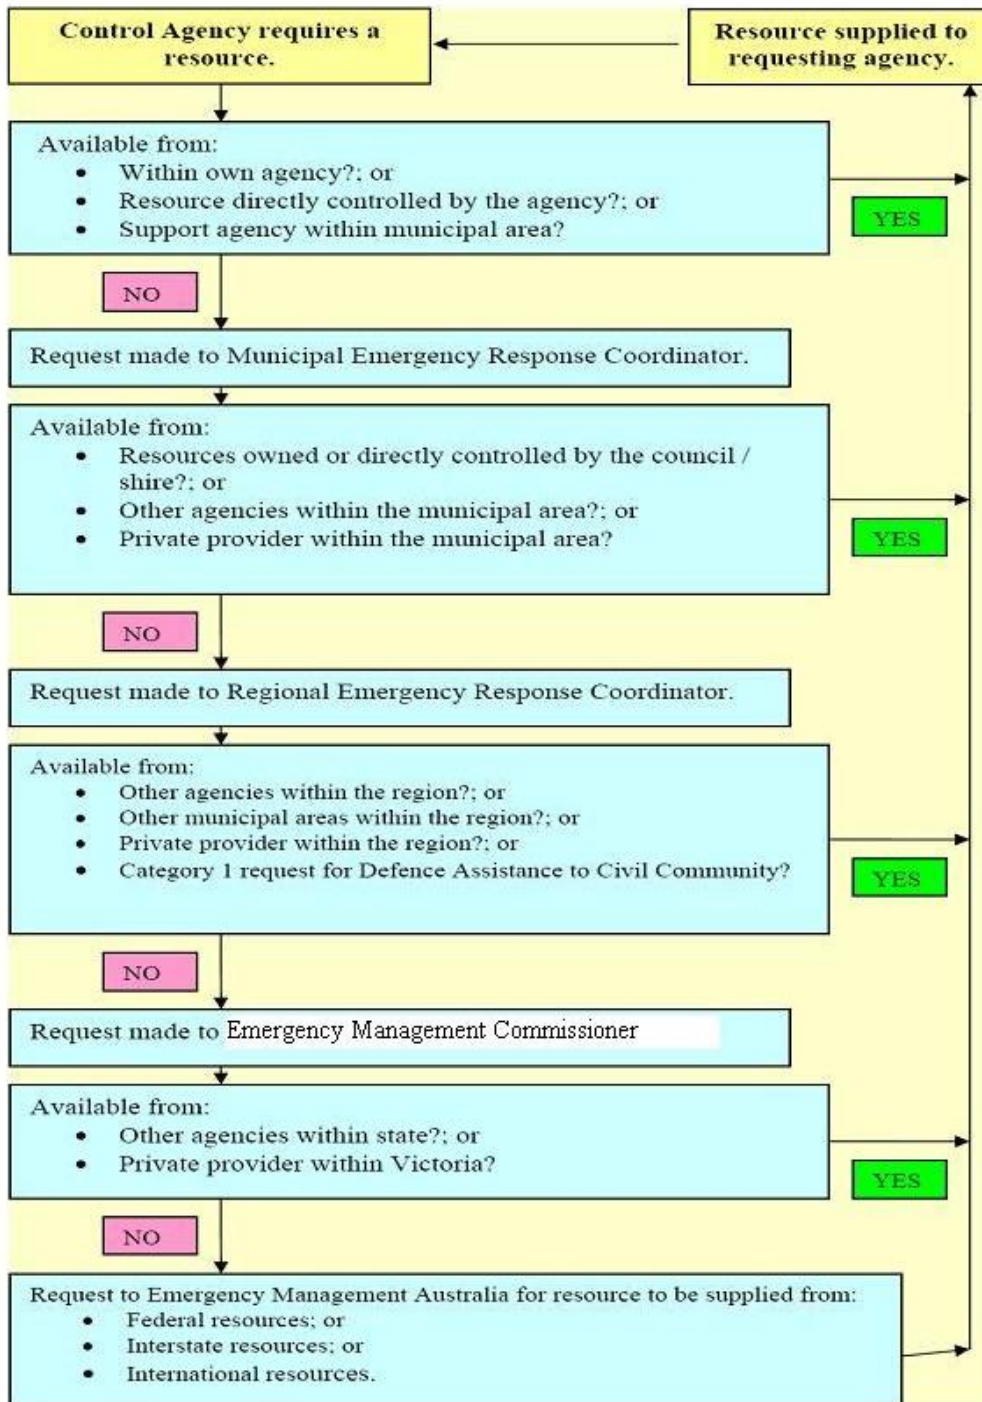 Control Agency requires a
resource.
Resource supplied to
requesting agency.
Available from:
• Within own agency?; or
• Resource directly controlled by the agency?; or
• Support agency within municipal area?
YES
NO
Request made to Municipal Emergency Response Coordinator.
Available from:
• Resources owned or directly controlled by the council /
shire?; or
• Other agencies within the municipal area?; or
• Private provider within the municipal area?
YES
NO
Request made to Regional Emergency Response Coordinator.
Available from:
• Other agencies within the region?; or
• Other municipal areas within the region?; or
• Private provider within the region?; or
• Category 1 request for Defence Assistance to Civil Community?
YES
NO
Request made to Emergency Management Commissioner
Available from:
• Other agencies within state?; or
• Private provider within Victoria?
YES
NO
Request to Emergency Management Australia for resource to be supplied from:
• Federal resources; or
• Interstate resources; or
• International resources.